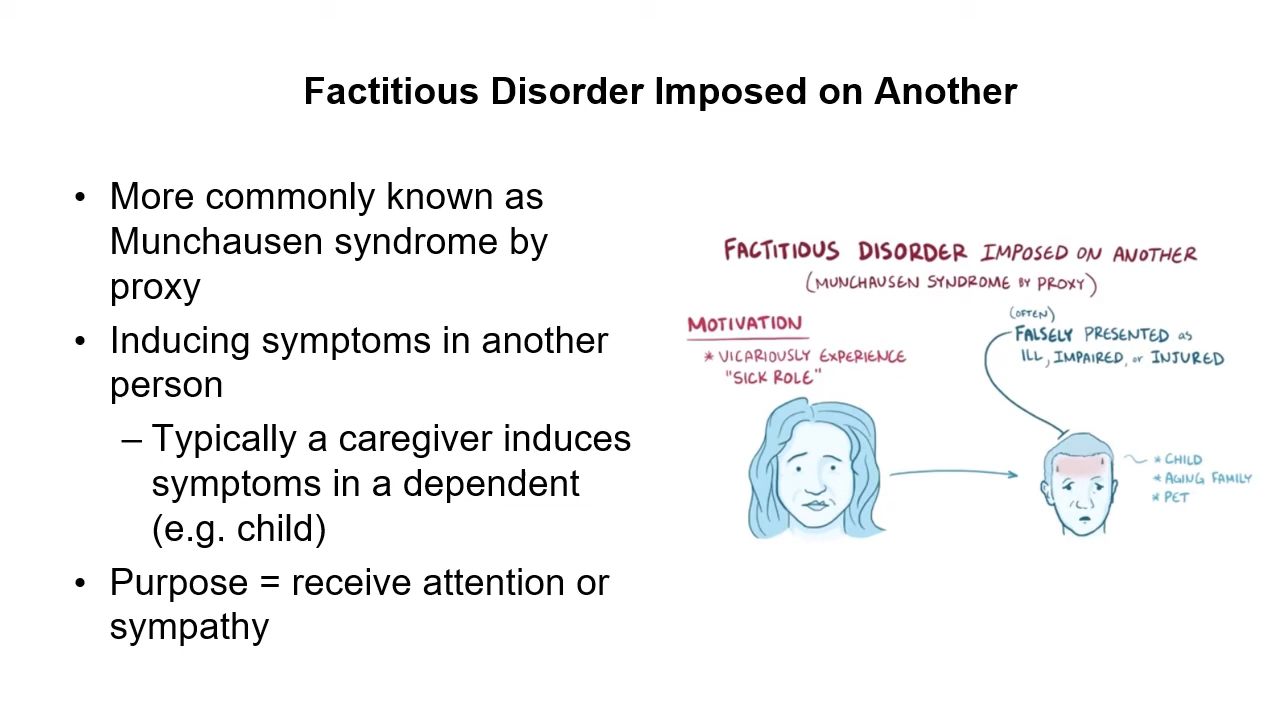 Factitious Disorder Imposed on Another
• More commonly known as
Munchausen syndrome by
proxy
• Inducing symptoms in another
person
– Typically a caregiver induces
symptoms in a dependent
(e.g. child)
• Purpose = receive attention or
sympathy
FACTITIOUS DISORDER IMPOSED ON ANOTHER
(MUNCHAUSEN SYNDROME BY PROXY)
MOTIVATION
* VICARIOUSLY EXPERIENCE
"SICK ROLE"
(OFTEN)
FALSELY PRESENTED as
ILL, IMPAIRED, or INJURED
* CHILD
* AGING FAMILY
* PET